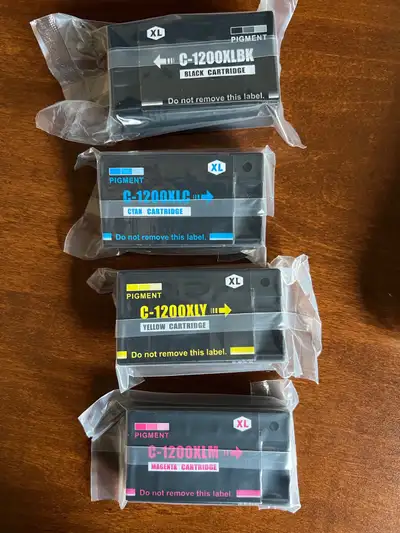 XL
PIGMENT
C-1200XLBK
BLACK CARTRIDGE
Do not remove this label.
XL
PIGMENT
C-1200XLC
CYAN CARTRIDGE
Do not remove this label.
XL
PIGMENT
C-1200XLY
YELLOW CARTRIDGE
Do not remove this label.
XL
PIGMENT
C-1200XLM
MAGENTA CARTRIDGE
Do not remove this label.